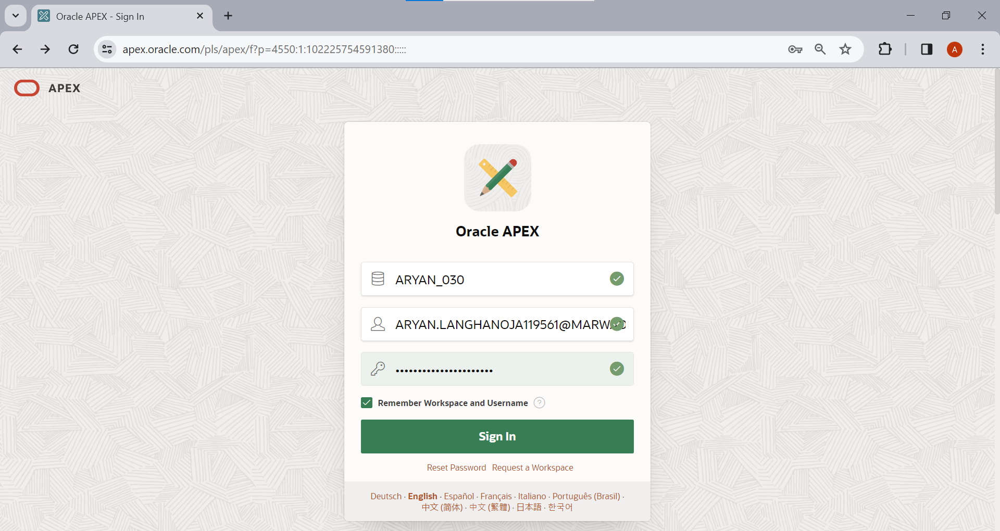 Oracle APEX - Sign In
apex.oracle.com/pls/apex/f?p=4550:1:102225754591380:::::
A
APEX
Oracle APEX
ARYAN_030
ARYAN.LANGHANOJA119561@MARW
Remember Workspace and Username ?
Sign In
Reset Password Request a Workspace
Deutsch · English · Español · Français · Italiano · Português (Brasil) ·
中文 (简体) · 中文 (繁體) · 日本語 · 한국어